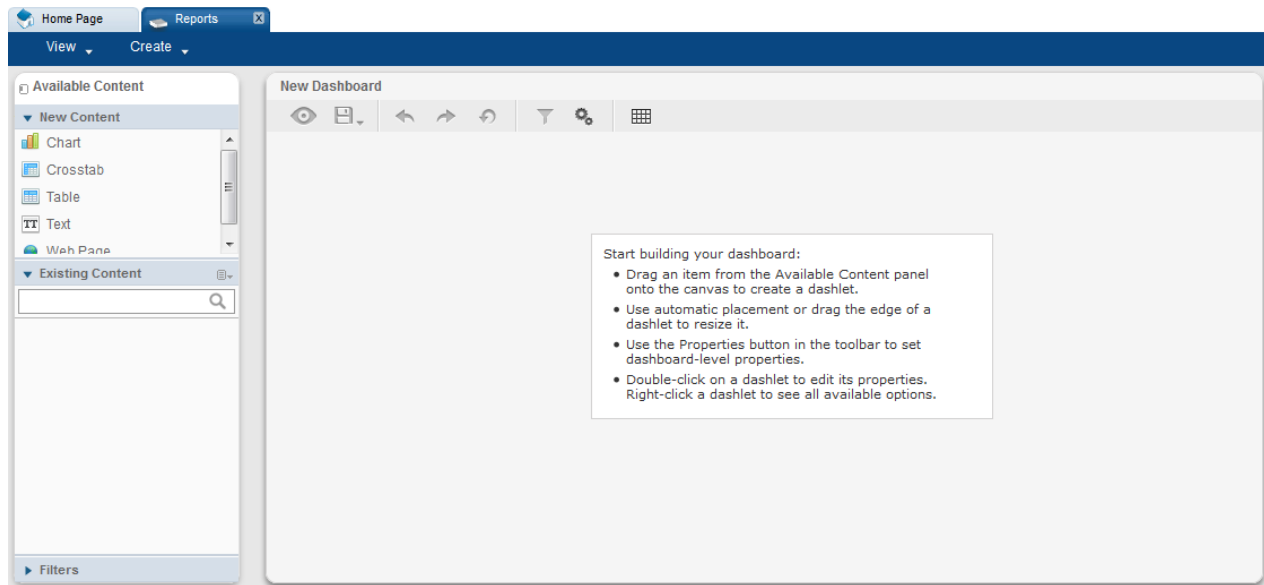 Home Page
Reports
View
Create
Available Content
New Dashboard
New Content
Chart
Crosstab
Table
TT Text
Web Page
Existing Content
Filters
Start building your dashboard:
• Drag an item from the Available Content panel
onto the canvas to create a dashlet.
• Use automatic placement or drag the edge of a
dashlet to resize it.
• Use the Properties button in the toolbar to set
dashboard-level properties.
• Double-click on a dashlet to edit its properties.
Right-click a dashlet to see all available options.